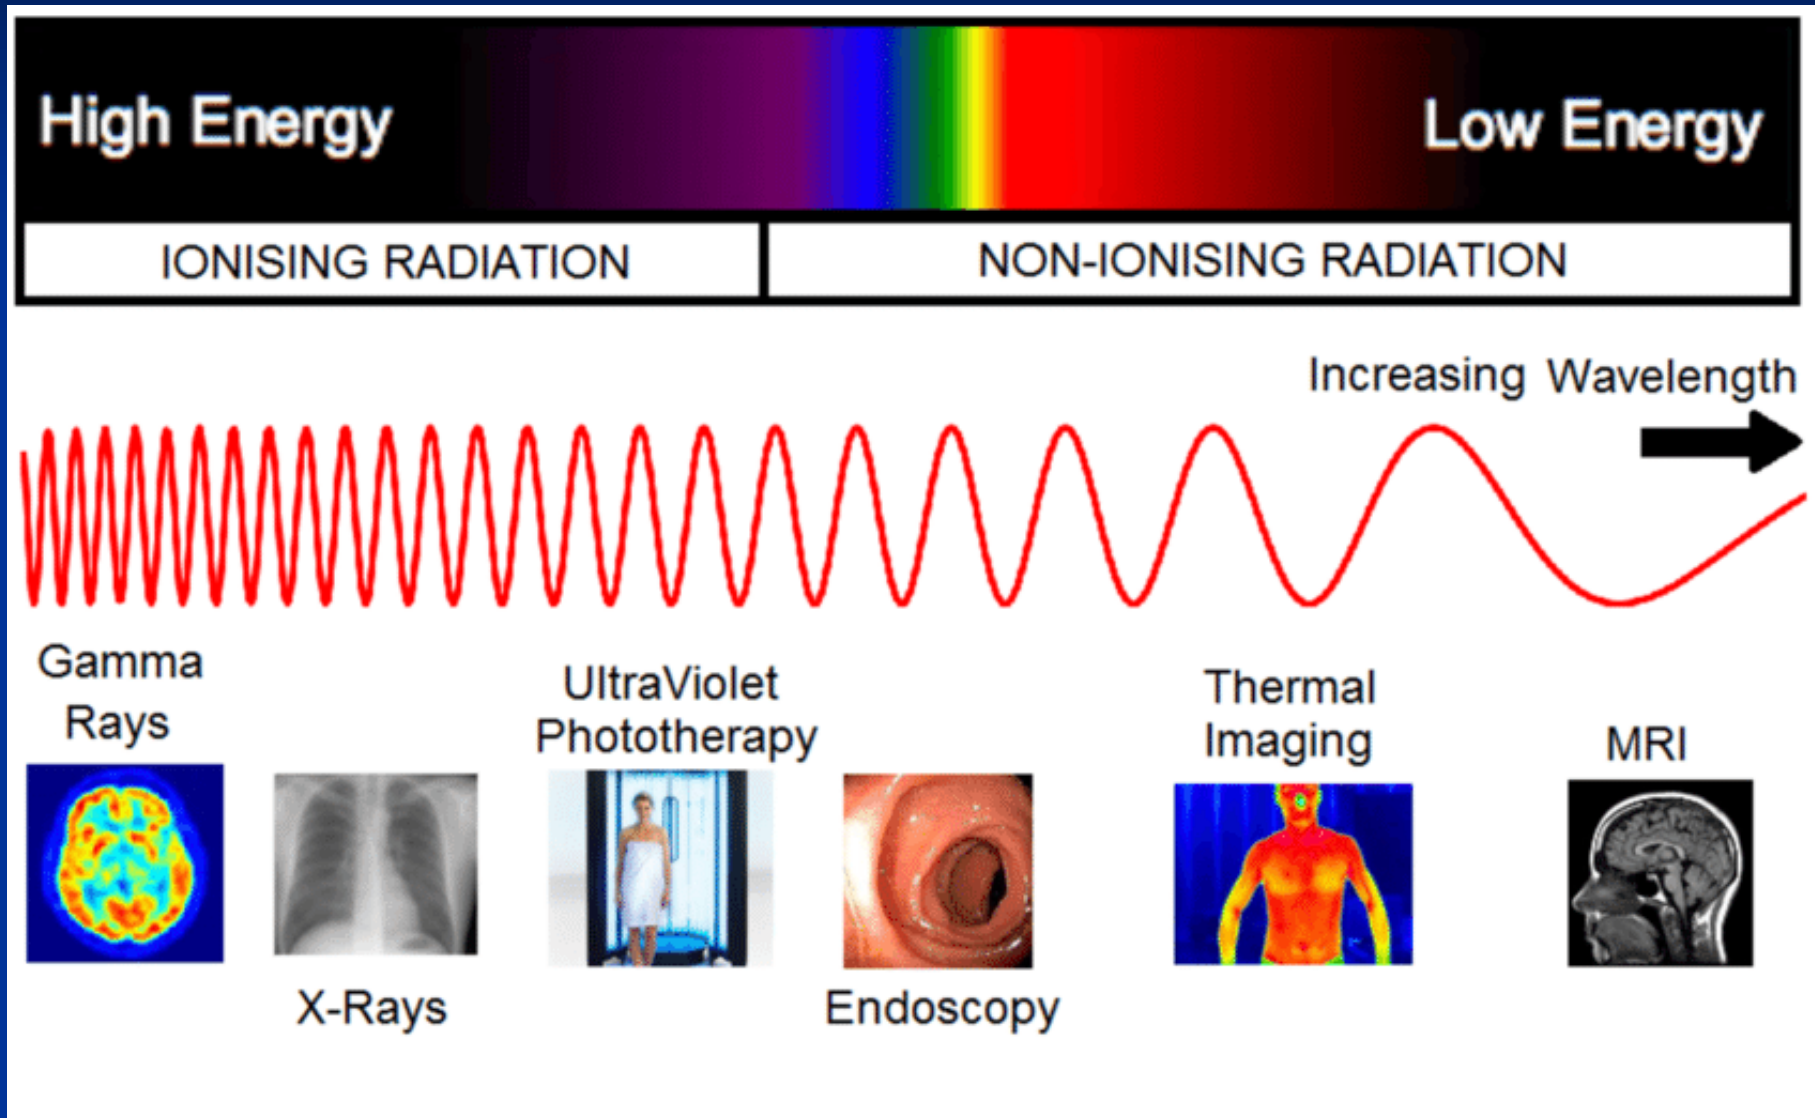 High Energy
Low Energy
IONISING RADIATION
NON-IONISING RADIATION
Increasing Wavelength
Gamma
Rays
UltraViolet
Phototherapy
Thermal
Imaging
MRI
X-Rays
Endoscopy